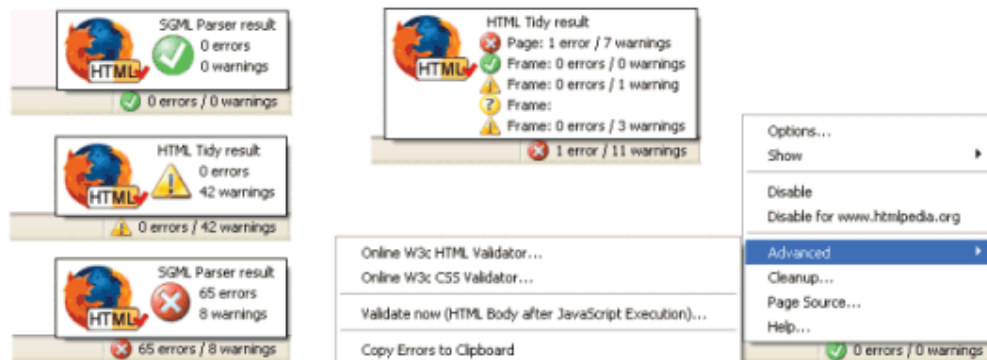 SGML Parser result
0 errors
0 warnings
HTML
0 errors / 0 warnings
HTML Tidy result
0 errors
42 warnings
HTML
0 errors / 42 warnings
SGML Parser result
65 errors
8 warnings
HTML
65 errors / 8 warnings
HTML Tidy result
Page: 1 error / 7 warnings
HTML
Frame: 0 errors / 0 warnings
Frame: 0 errors / 1 warning
Frame:
Frame: 0 errors / 3 warnings
1 error / 11 warnings
Online W3c HTML Validator...
Online W3c CSS Validator...
Validate now (HTML Body after JavaScript Execution)...
Copy Errors to Clipboard
Options...
Show
Disable
Disable for www.htmlpedia.org
Advanced
Cleanup...
Page Source...
Help...
0 errors / 0 warnings